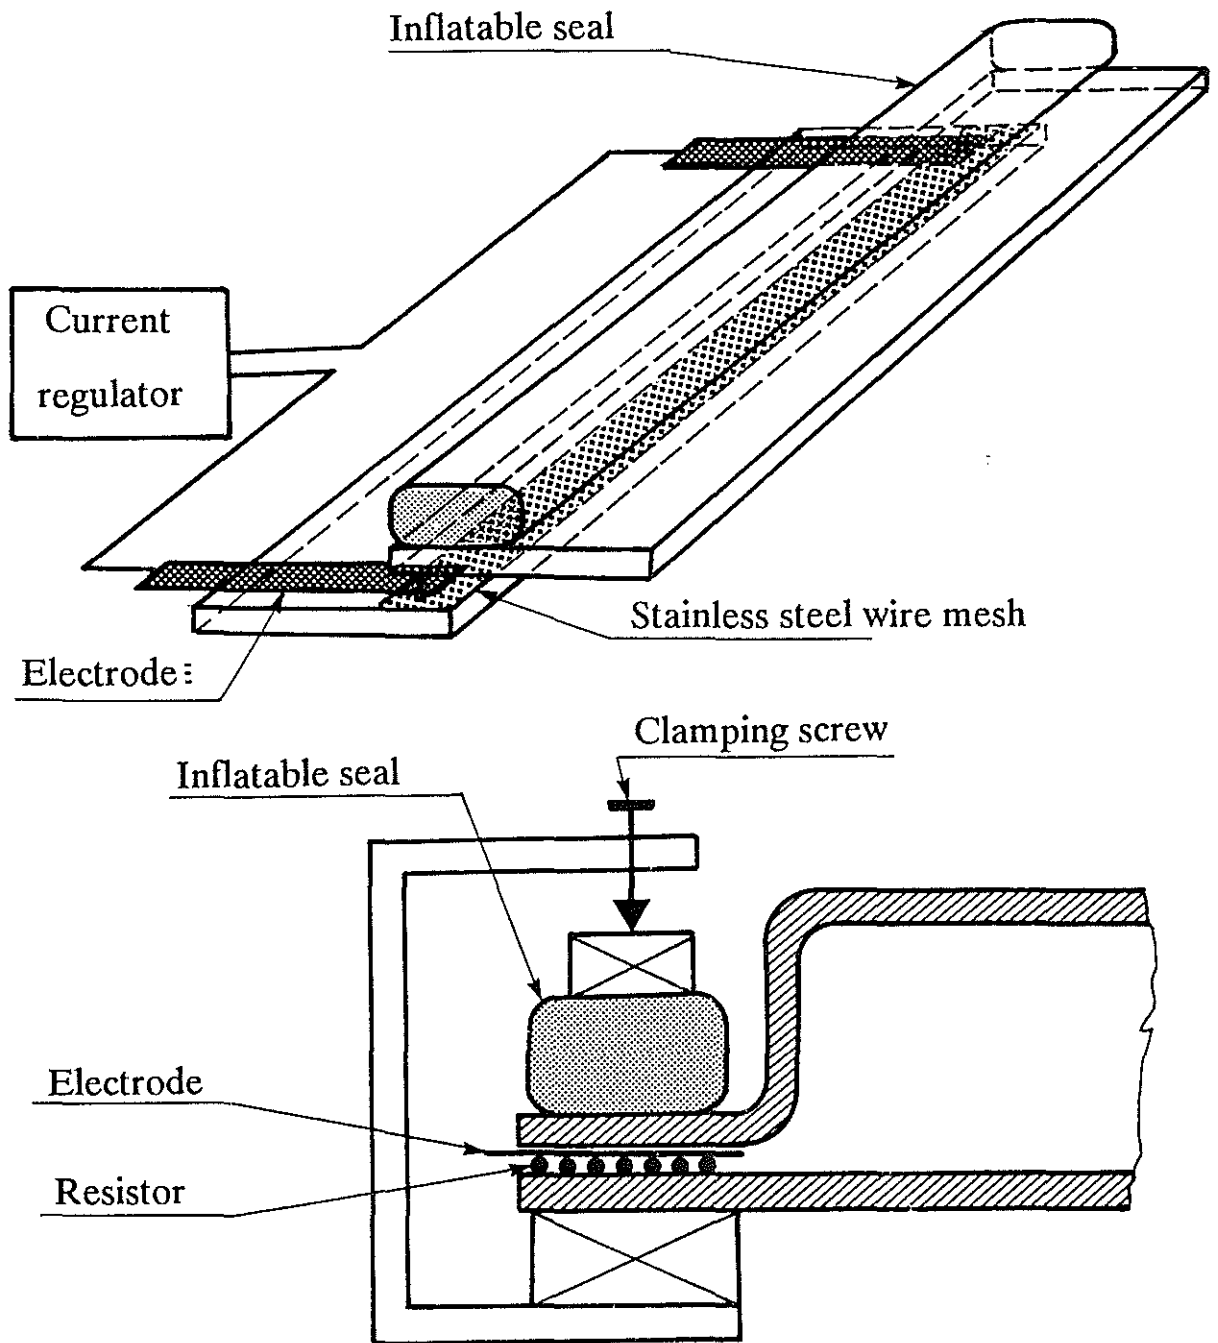 Inflatable seal
Current
regulator
Stainless steel wire mesh
Electrode
Clamping screw
Inflatable seal
Electrode
Resistor